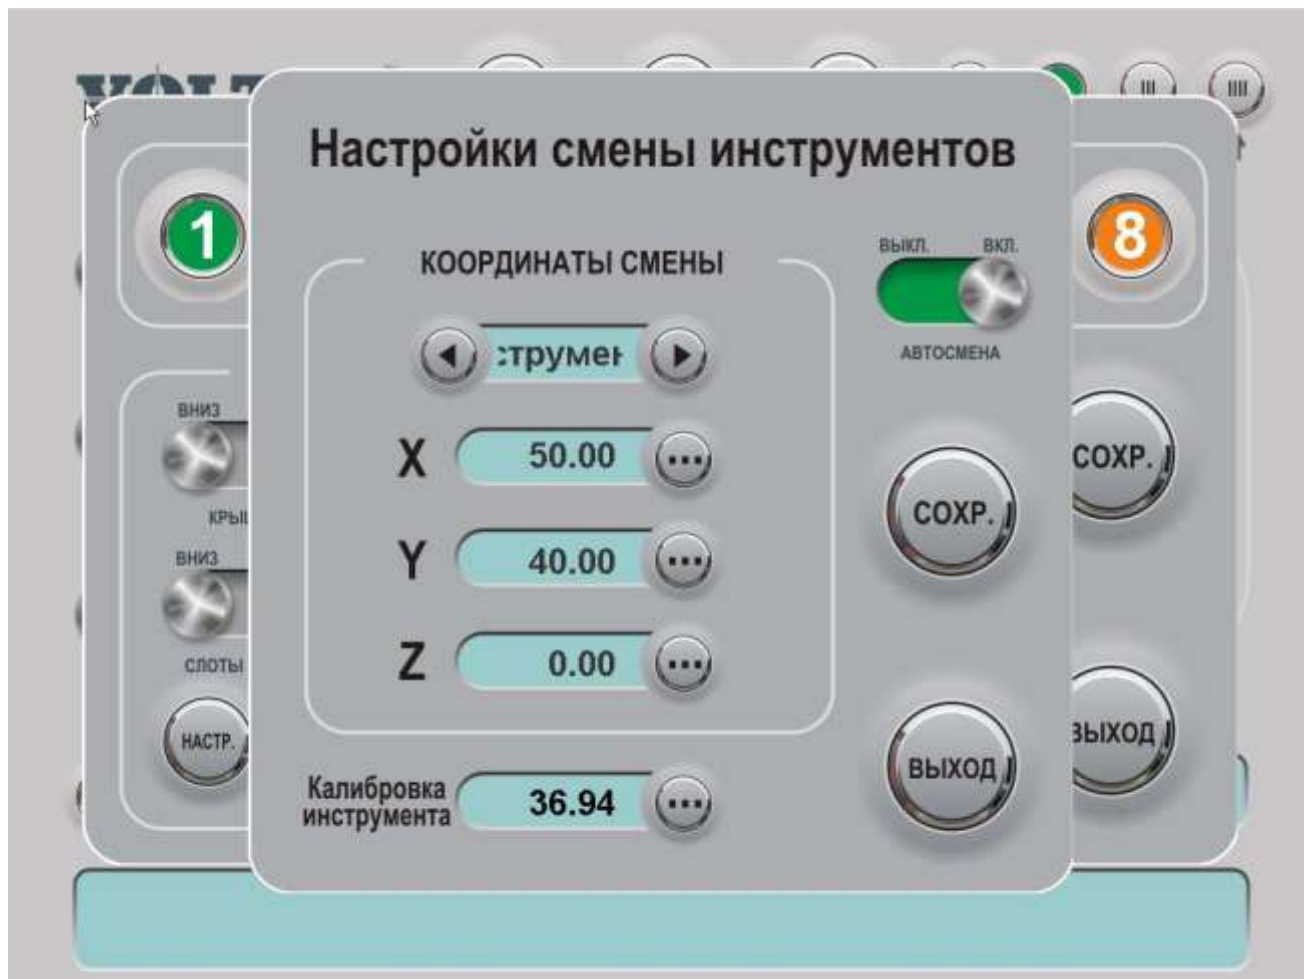 Настройки смены инструментов
1
8
КООРДИНАТЫ СМЕНЫ
ВЫКЛ. ВКЛ.
АВТОСМЕНА
X 50.00
Y 40.00
Z 0.00
ВНИЗ
ВНИЗ
СЛОТЫ
НАСТР.
СОХР.
СОХР.
ВЫХОД
ВЫХОД
Калибровка
инструмента
36.94